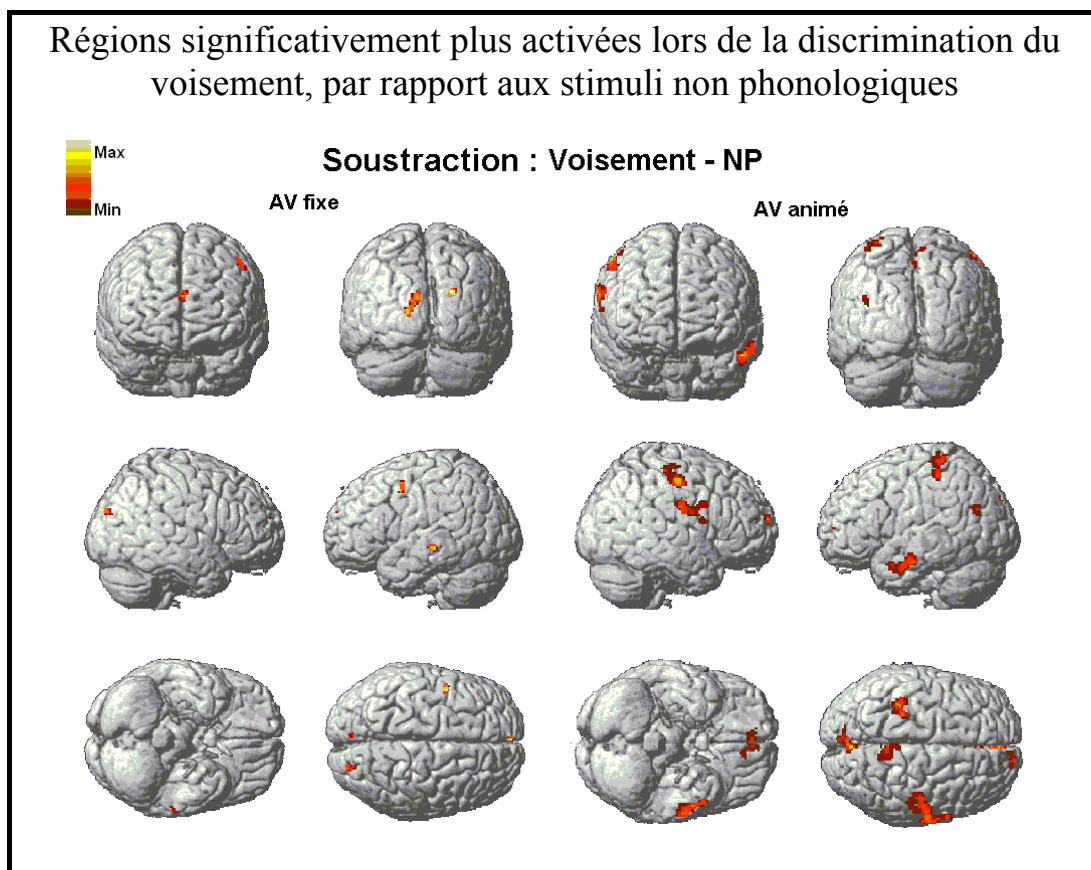 Régions significativement plus activées lors de la discrimination du
voisement, par rapport aux stimuli non phonologiques
Max
Min
Soustraction : Voisement - NP
AV fixe
AV animé